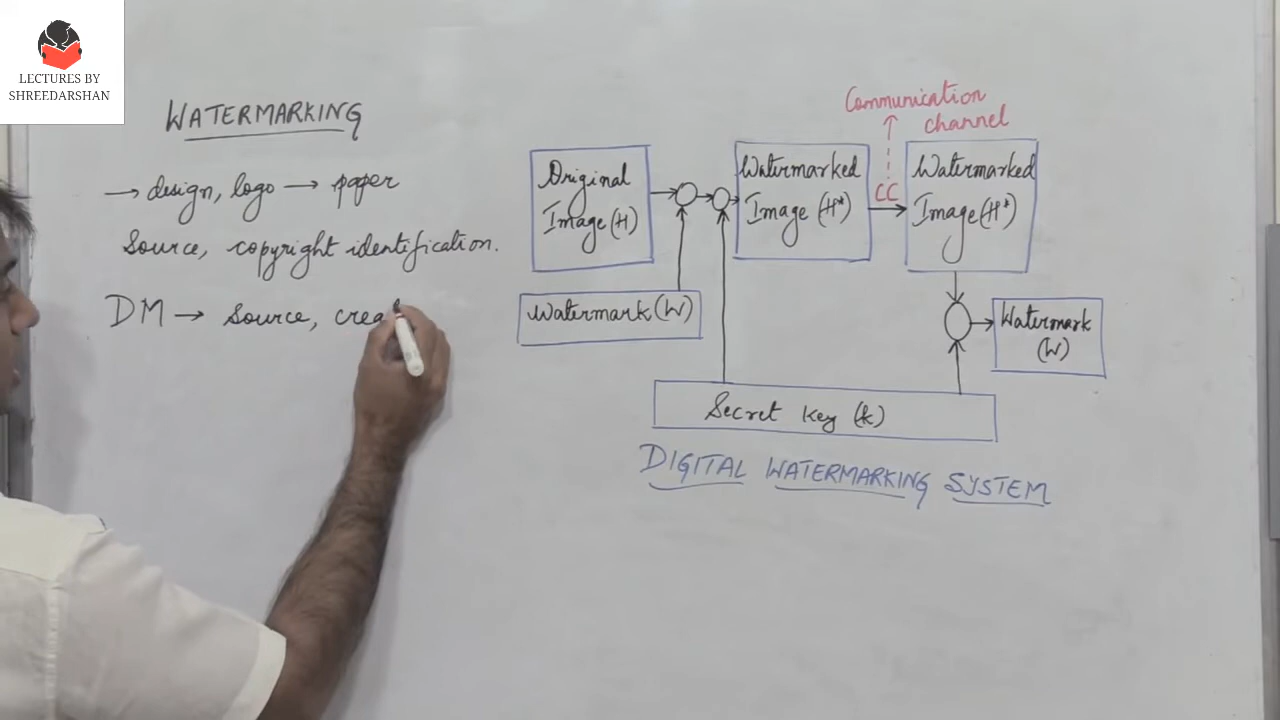 LECTURES BY
SHREEDARSHAN
WATERMARKING
→ design, logo → paper
Source, copyright identification.
DM → Source, crea
Communication
channel
Original
Image (H)
Watermarked
Image (H*)
CC
Watermarked
Image (H*)
Watermark (W)
Watermark
(W)
Secret key (k)
DIGITAL WATERMARKING SYSTEM